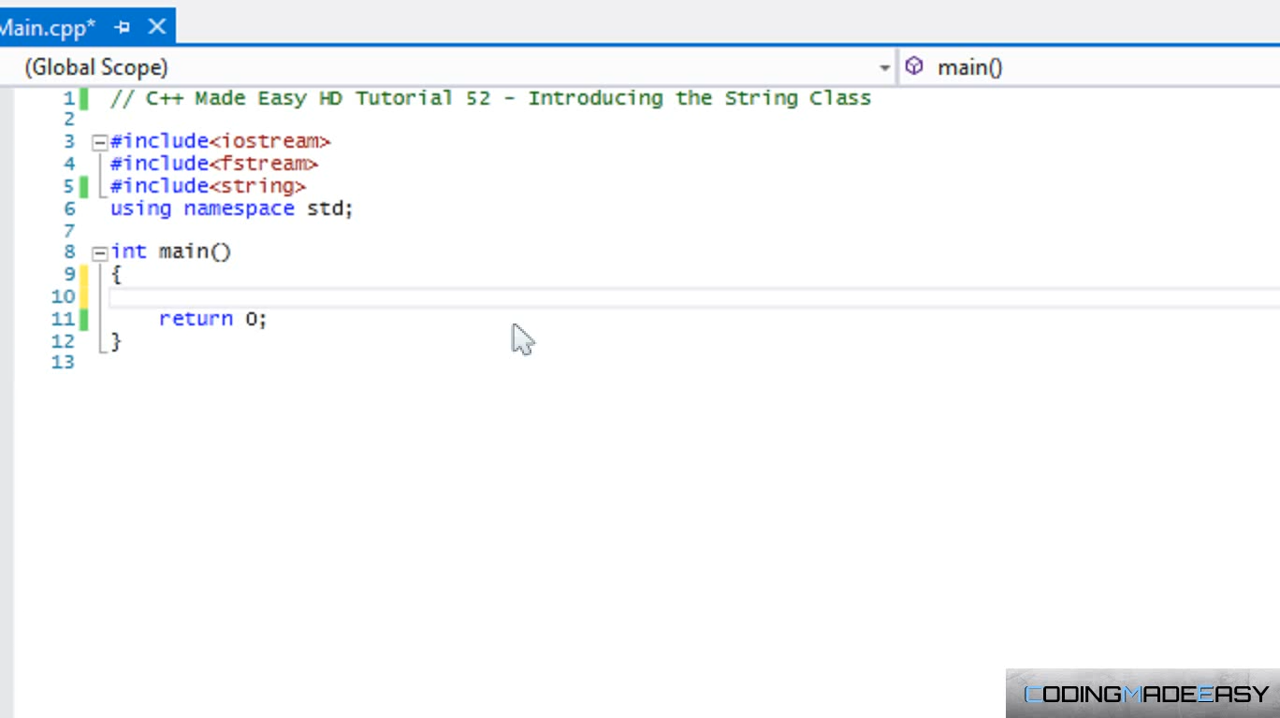 Main.cpp*
(Global Scope)
main()
1 // C++ Made Easy HD Tutorial 52 - Introducing the String Class
2
3 #include<iostream>
4 #include<fstream>
5 #include<string>
6 using namespace std;
7
8 int main()
9 {
10
11 return 0;
12 }
13
CODINGMADEEASY